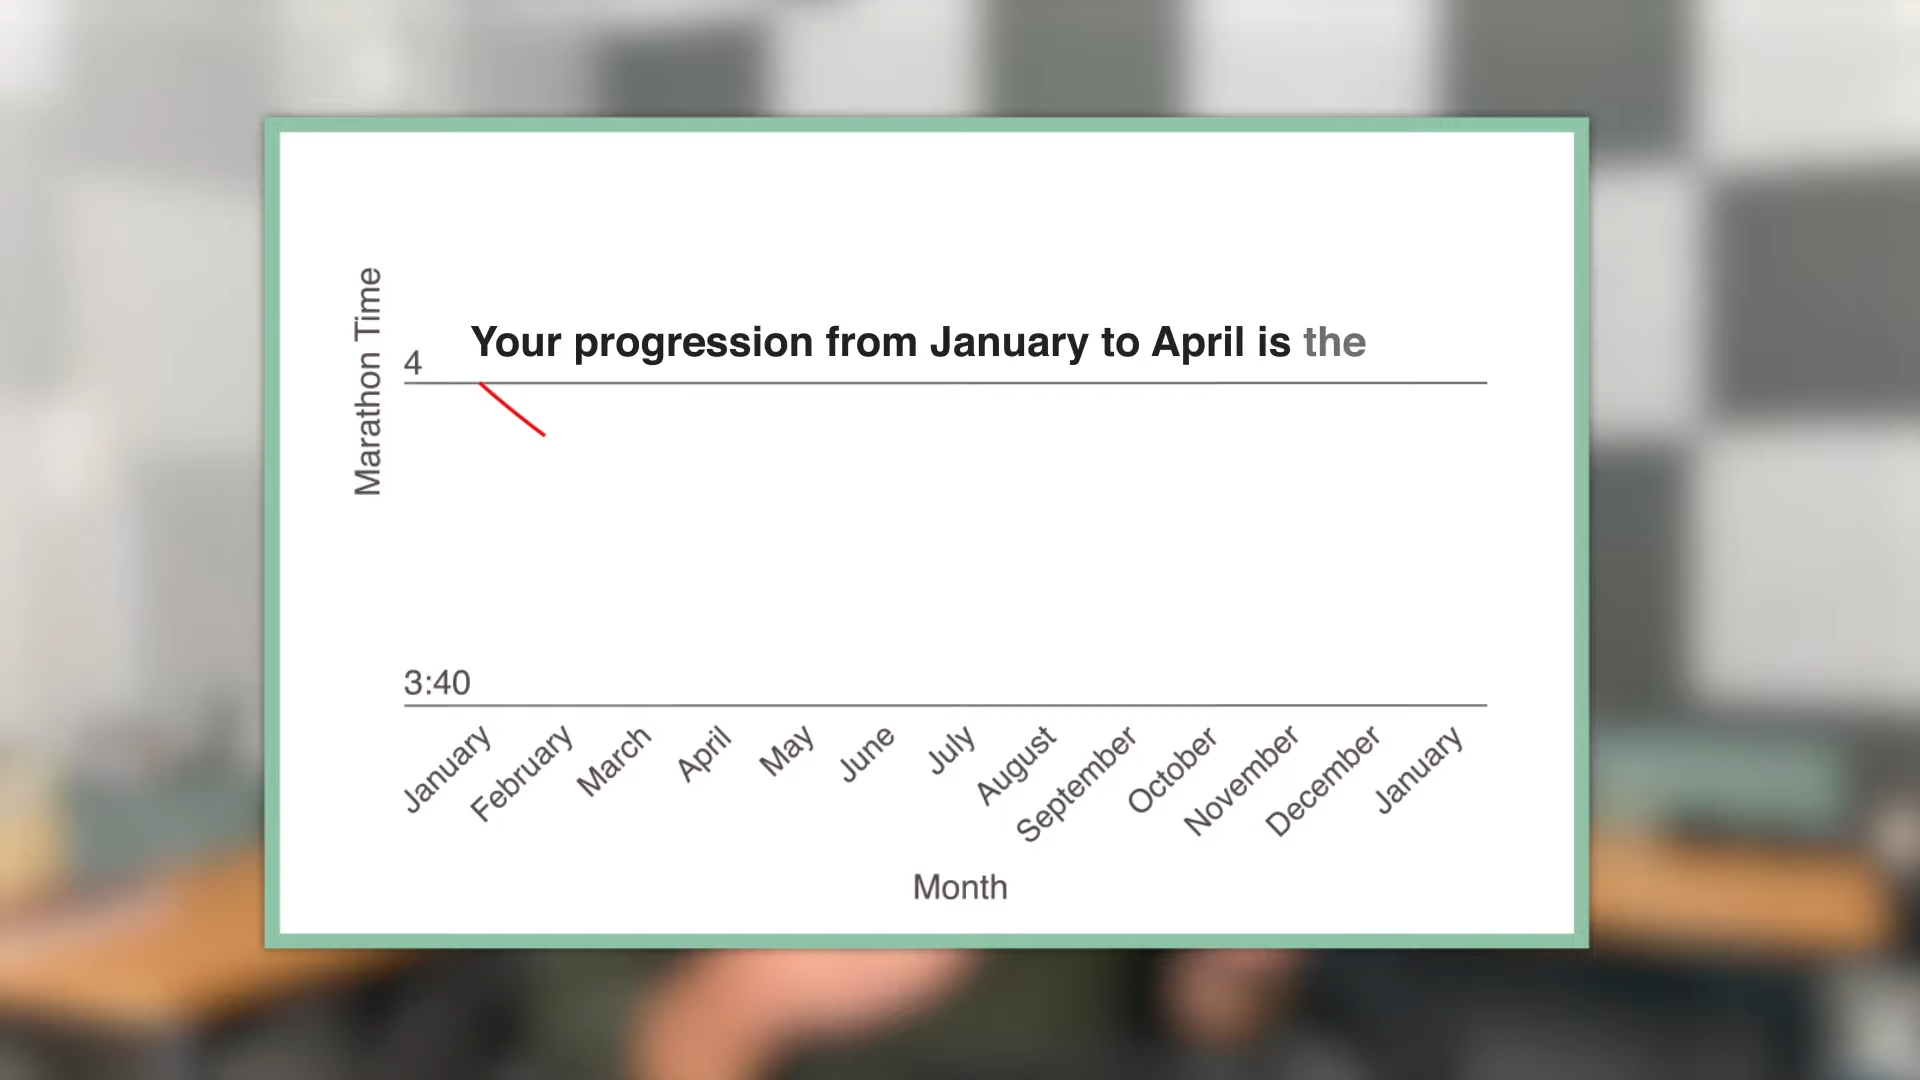 Marathon Time
Your progression from January to April is the
4
3:40
January
February
March
April
May
June
July
August
September
October
November
December
January
Month